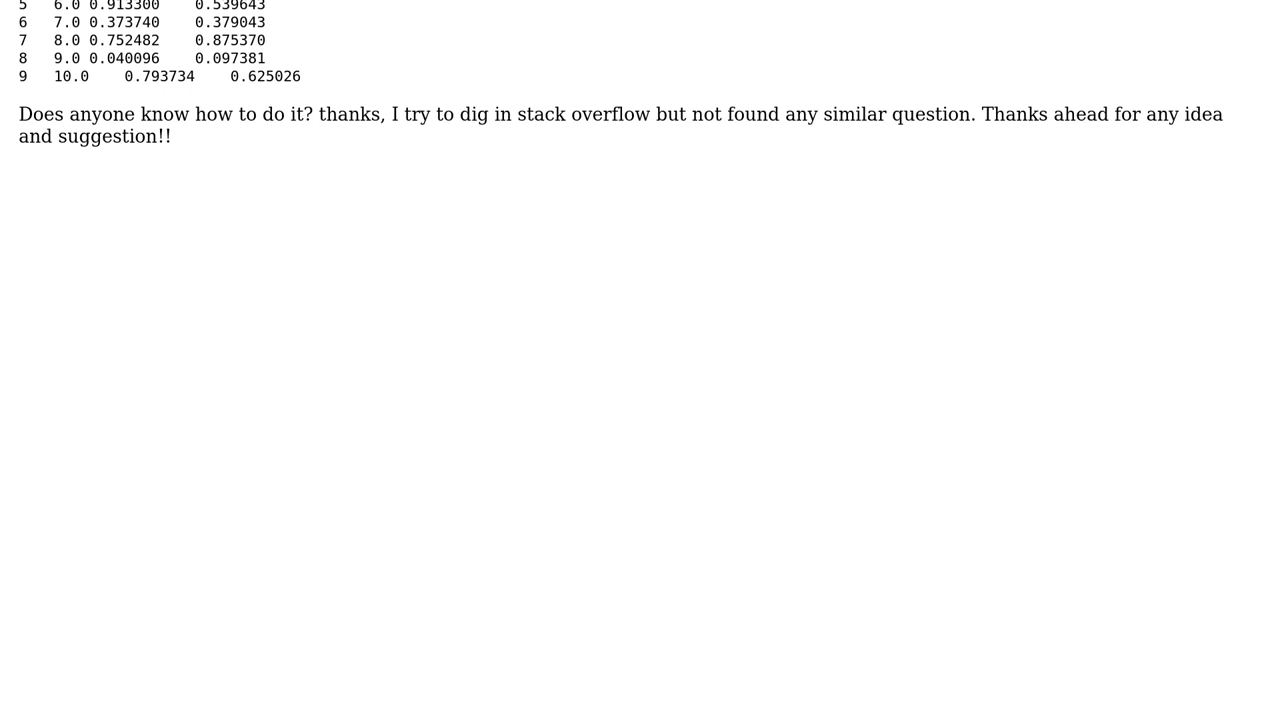 5   6.0 0.913300    0.539643
6   7.0 0.373740    0.379043
7   8.0 0.752482    0.875370
8   9.0 0.040096    0.097381
9   10.0    0.793734    0.625026
Does anyone know how to do it? thanks, I try to dig in stack overflow but not found any similar question. Thanks ahead for any idea
and suggestion!!